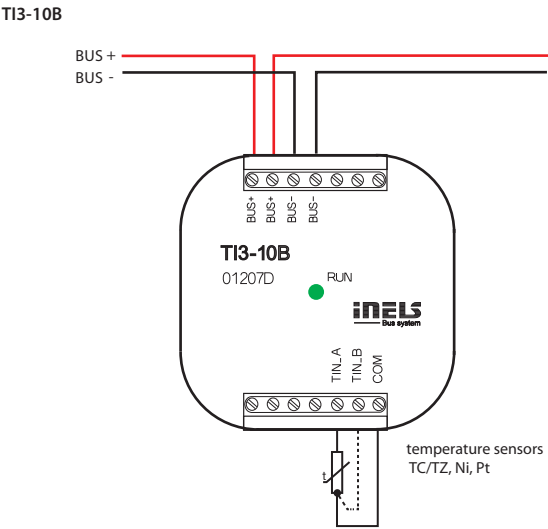 TI3-10B
BUS +
BUS -
BUS+
BUS+
BUS-
BUS-
TI3-10B
01207D
RUN
iNELS
Bus system
TIN_A
TIN_B
COM
t
temperature sensors
TC/TZ, Ni, Pt